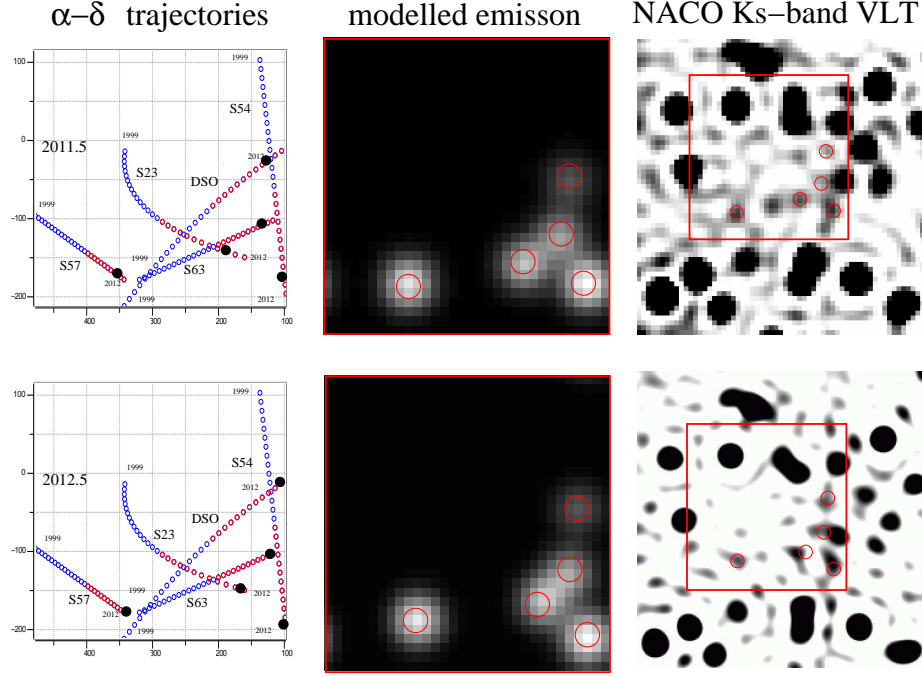 α−δ trajectories
modelled emisson
NACO Ks−band VLT
100
0
−100
−200
400
300
200
100
2011.5
1999
S54
1999
S23
2012
DSO
1999
S57
2012
1999
S63
2012
1999
2012
100
0
−100
−200
400
300
200
100
2012.5
1999
S54
1999
S23
2012
DSO
S57
2012
1999
S63
2012
1999
2012